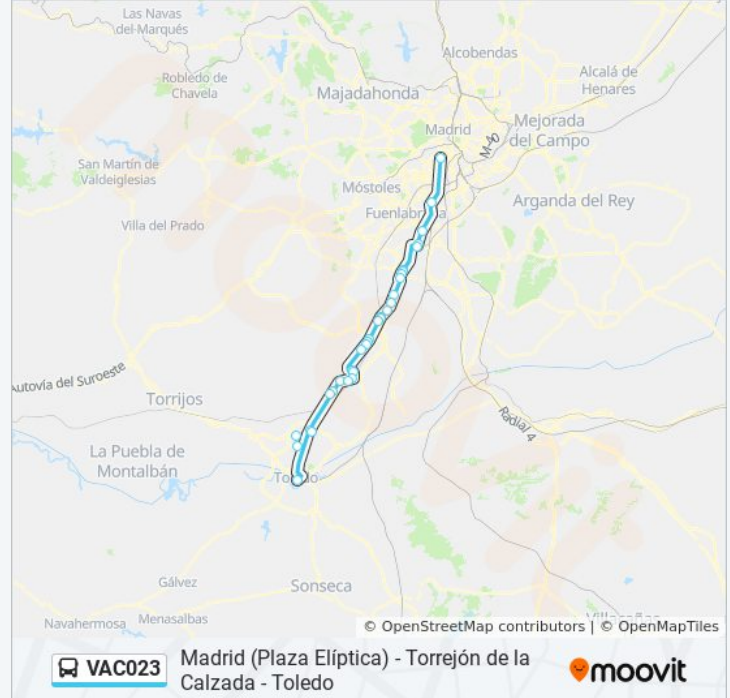 Las Navas
del-Marqués
Alcobendas
Robledo de
Chavela
Alcalá de
Henares
Majadahonda
Mejorada
del Campo
Madrid
M-40
San Martín de
Valdeiglesias
Móstoles
Arganda del Rey
Villa del Prado
Fuenlabra
Autovía del Suroeste
Torrijos
Radial 4
La Puebla de
Montalbán
Toledo
Gálvez
Sonseca
Navahermosa
Menasalbas
© OpenStreetMap contributors | © OpenMapTiles
VAC023
Madrid (Plaza Elíptica) - Torrejón de la
Calzada - Toledo
moovit